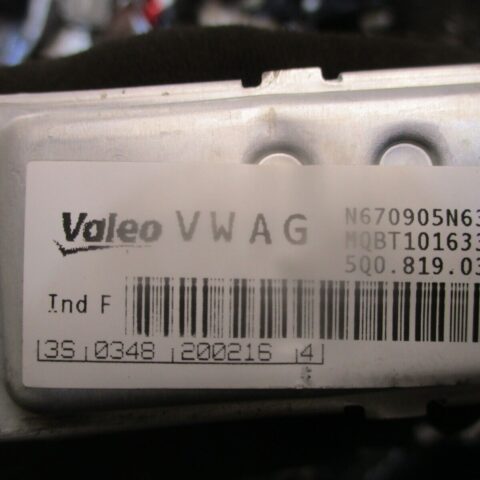 Valeo VWAG
N670905N63
MQBT101633
5Q0.819.03
Ind F
3S 0348 200216 4